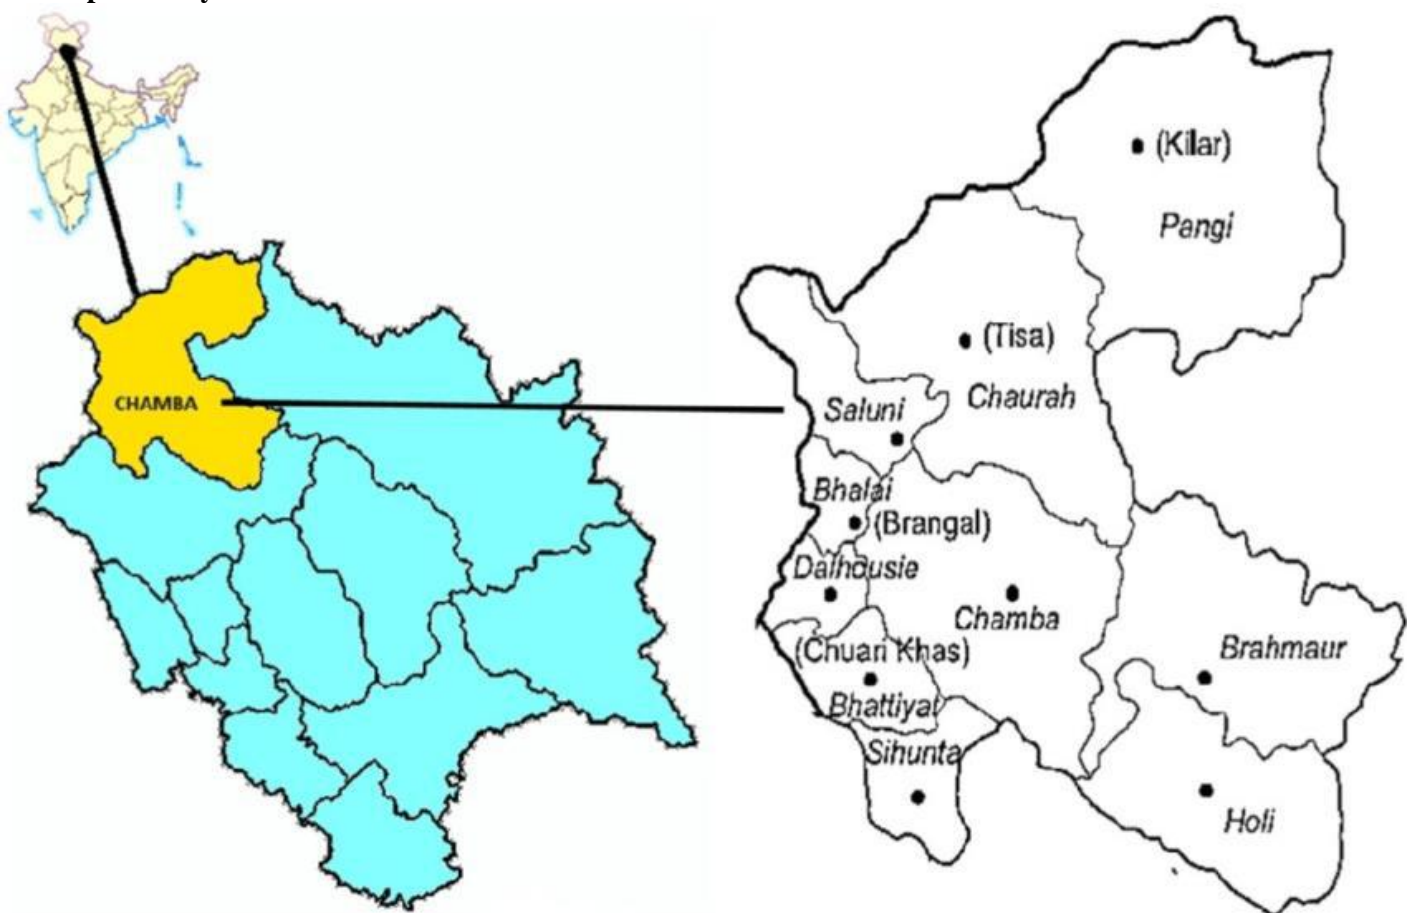 CHAMBA
(Kilar)
Pangi
(Tisa)
Chaurah
Saluni
Bhalai
(Brangal)
Dalhousie
Chamba
(Chuari Khas)
Bhattiyat
Sihunta
Brahmaur
Holi